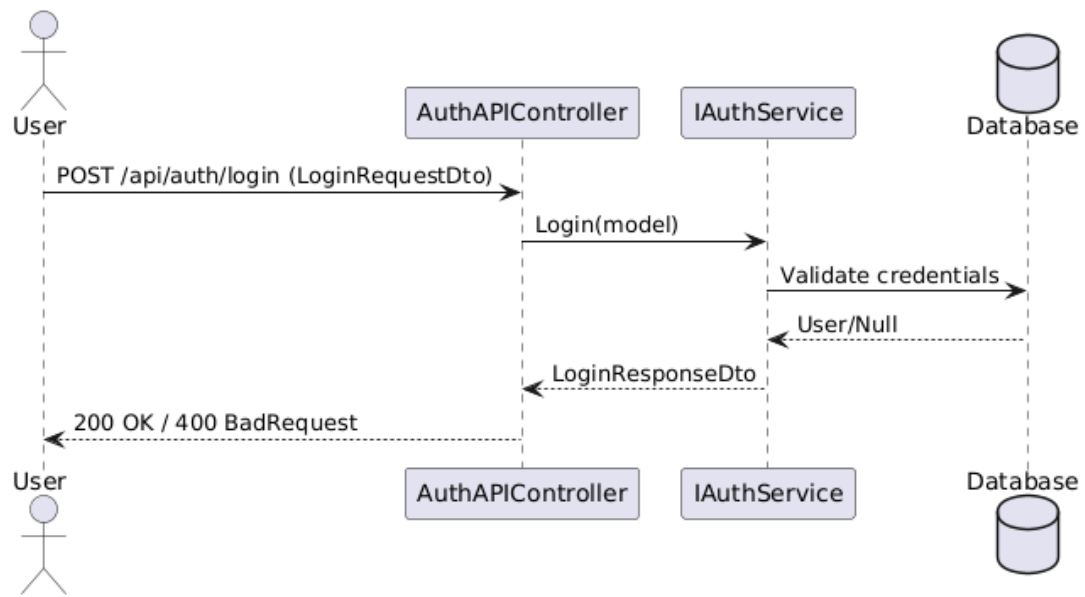 User
AuthAPIController
IAuthService
Database
POST /api/auth/login (LoginRequestDto)
Login(model)
Validate credentials
User/Null
LoginResponseDto
200 OK / 400 BadRequest
User
AuthAPIController
IAuthService
Database